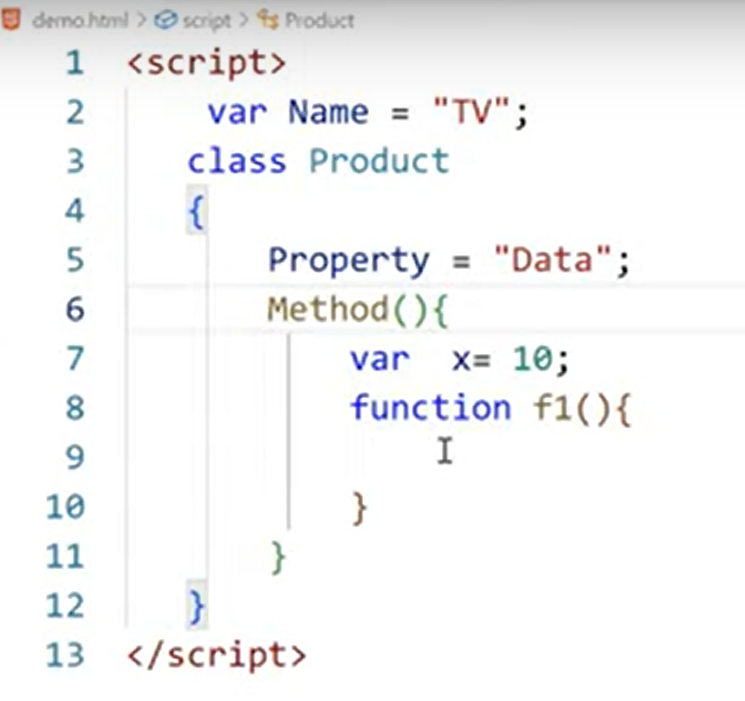 demo.html > script > Product
1 <script>
2 var Name = "TV";
3 class Product
4 {
5 Property = "Data";
6 Method(){
7 var  x= 10;
8 function f1(){
9
10 }
11 }
12 }
13 </script>